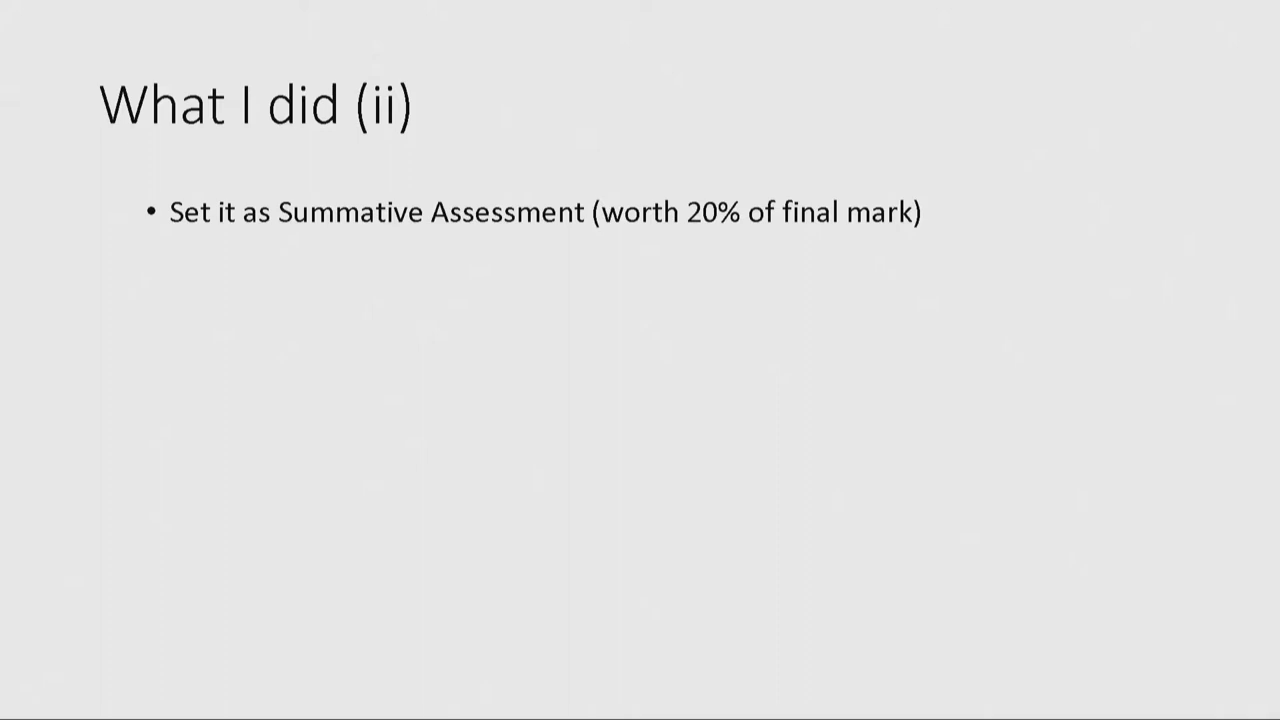 What I did (ii)
• Set it as Summative Assessment (worth 20% of final mark)